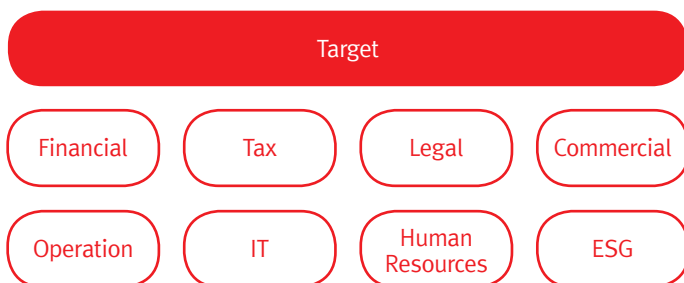 Target
Financial
Tax
Legal
Commercial
Operation
IT
Human
Resources
ESG